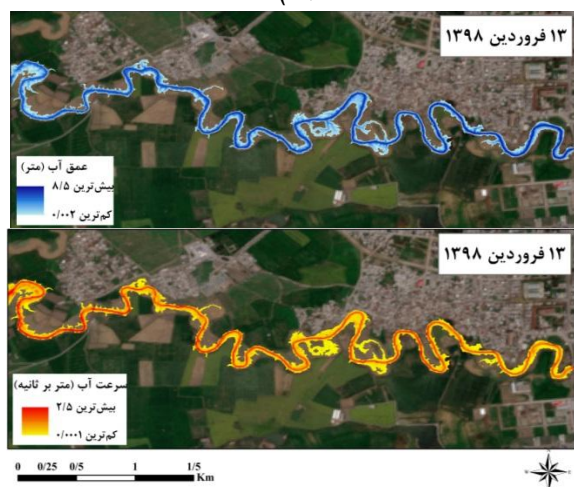 ۱۳ فروردین ۱۳۹۸
عمق آب (متر)
بیش‌ترین ۸/۵
کم‌ترین ۰/۰۰۲
۱۳ فروردین ۱۳۹۸
سرعت آب (متر بر ثانیه)
بیش‌ترین ۲/۵
کم‌ترین ۰/۰۰۰۱
0 0/25 0/5 1 1/5
Km